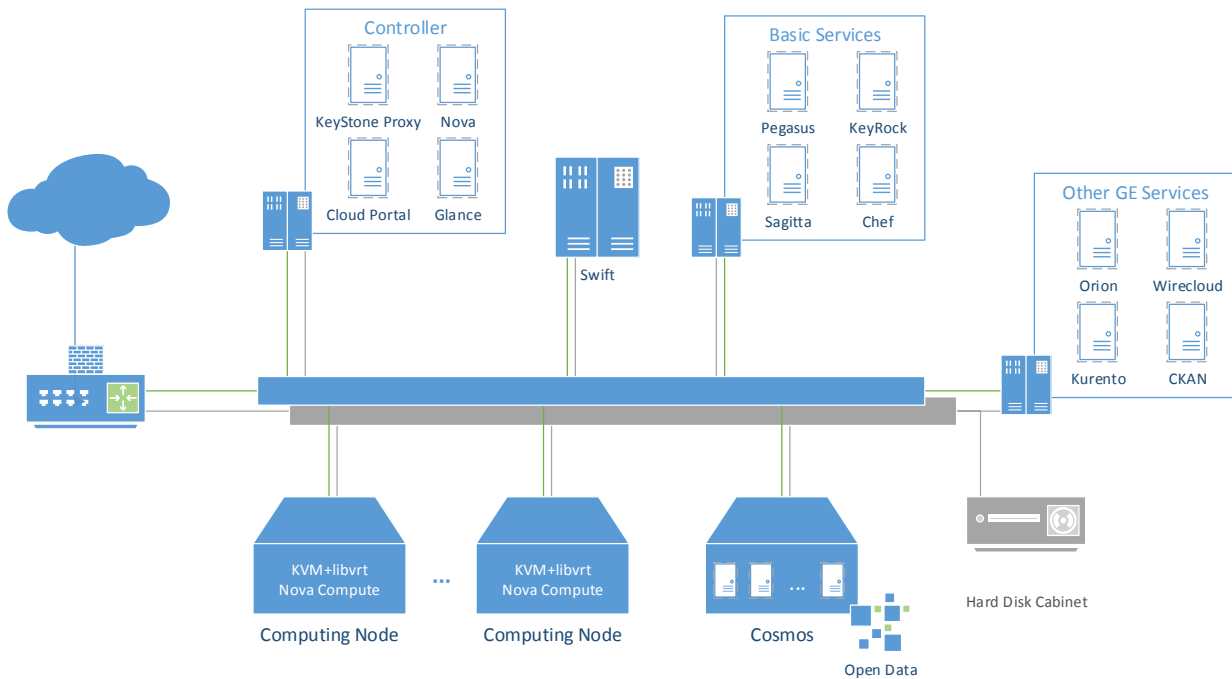 Controller
KeyStone Proxy
Nova
Cloud Portal
Glance
Swift
Basic Services
Pegasus
KeyRock
Sagitta
Chef
Other GE Services
Orion
Wirecloud
Kurento
CKAN
KVM+libvrt
Nova Compute
Computing Node
...
KVM+libvrt
Nova Compute
Computing Node
...
Cosmos
Open Data
Hard Disk Cabinet